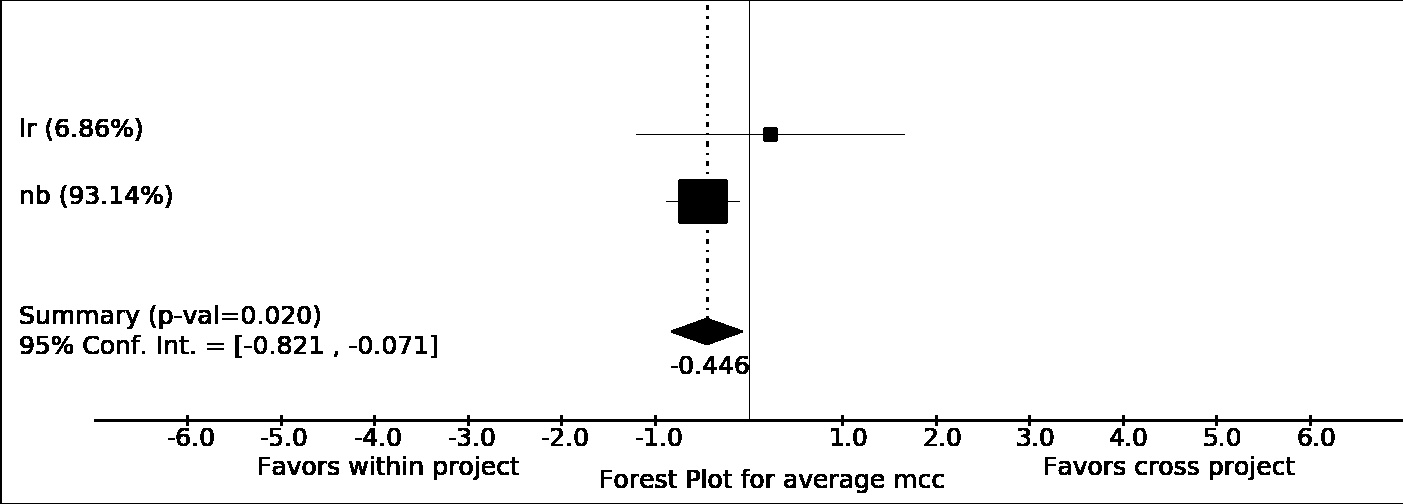 lr (6.86%)
nb (93.14%)
Summary (p-val=0.020)
95% Conf. Int. = [-0.821 , -0.071]
-0.446
-6.0 -5.0 -4.0 -3.0 -2.0 -1.0 1.0 2.0 3.0 4.0 5.0 6.0
Favors within project Favors cross project
Forest Plot for average mcc